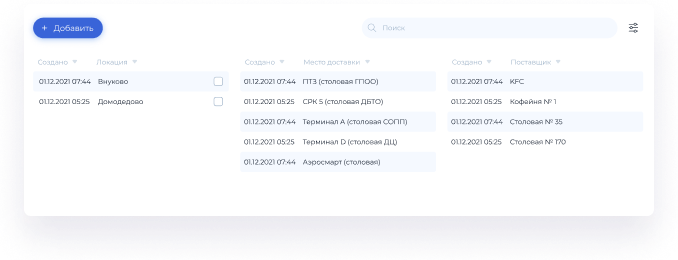 + Добавить
Поиск
Создано Локация
01.12.2021 07:44 Внуково
01.12.2021 05:25 Домодедово
Создано Место доставки
01.12.2021 07:44 ПТЗ (столовая ГПОО)
01.12.2021 05:25 СРК 5 (столовая ДБТО)
01.12.2021 07:44 Терминал А (столовая СОПП)
01.12.2021 05:25 Терминал D (столовая ДЦ)
01.12.2021 07:44 Аэросмарт (столовая)
Создано Поставщик
01.12.2021 07:44 KFC
01.12.2021 05:25 Кофейня № 1
01.12.2021 07:44 Столовая № 35
01.12.2021 05:25 Столовая № 170